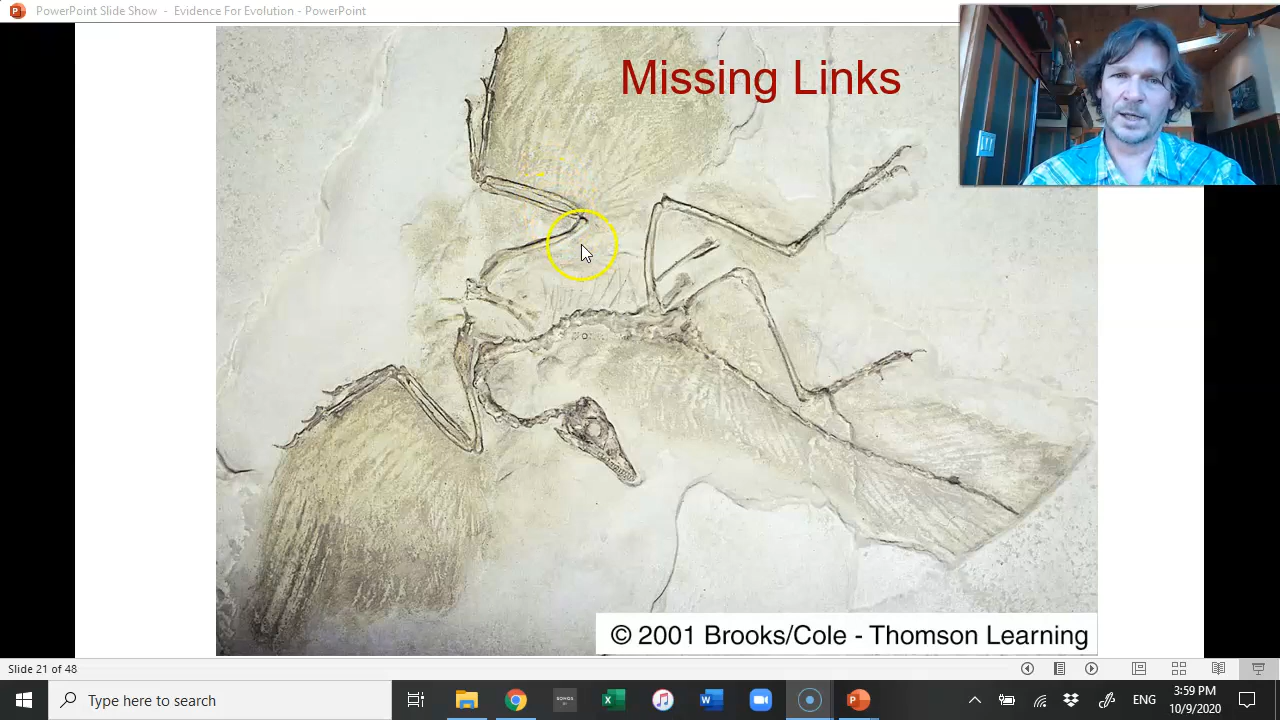 PowerPoint Slide Show - Evidence For Evolution - PowerPoint
Missing Links
© 2001 Brooks/Cole - Thomson Learning
Slide 21 of 48
Type here to search
ENG
3:59 PM
10/9/2020